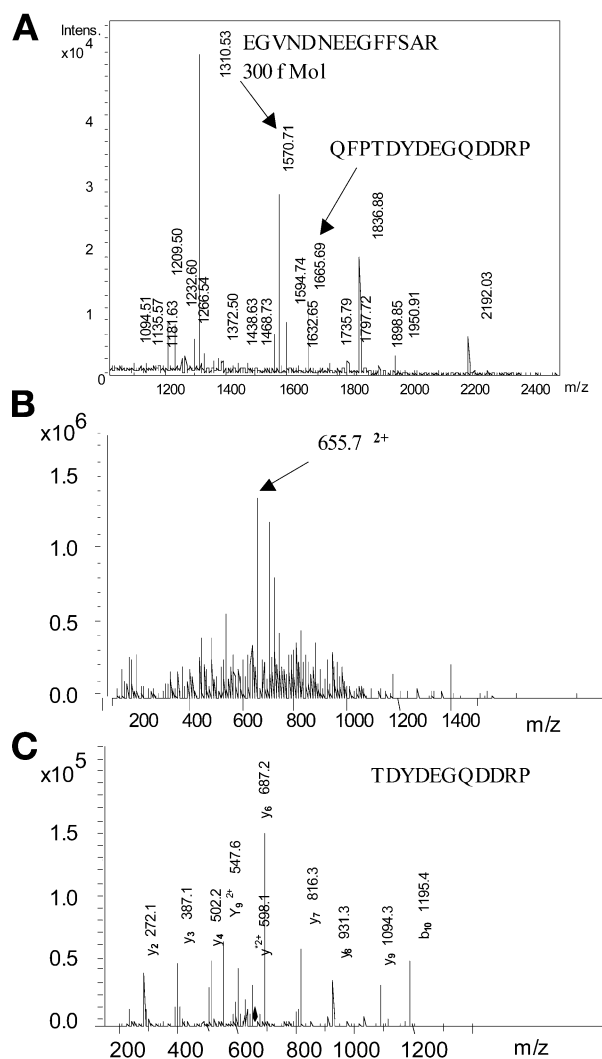 A
Intens.
x10⁴
EGVNDNEEGFFSAR
300 f Mol
QFPTDYDEGQDDRP
1094.51
1135.57
1181.63
1209.50
1232.60
1266.54
1310.53
1372.50
1438.63
1468.73
1570.71
1594.74
1632.65
1665.69
1735.79
1797.72
1836.88
1898.85
1950.91
2192.03
4
3
2
1
0
1200 1400 1600 1800 2000 2200 2400 m/z
B
x10⁶
655.7 2+
1.5
1.0
0.5
0.0
200 400 600 800 1000 1200 1400 m/z
C
x10⁵
TDYDEGQDDRP
y₂ 272.1
y₃ 387.1
y₄ 502.2
Y₉ 2+ 547.6
y"2+ 598.1
y₆ 687.2
y₇ 816.3
y₈ 931.3
y₉ 1094.3
b₁₀ 1195.4
1.5
1.0
0.5
0.0
200 400 600 800 1000 1200 m/z